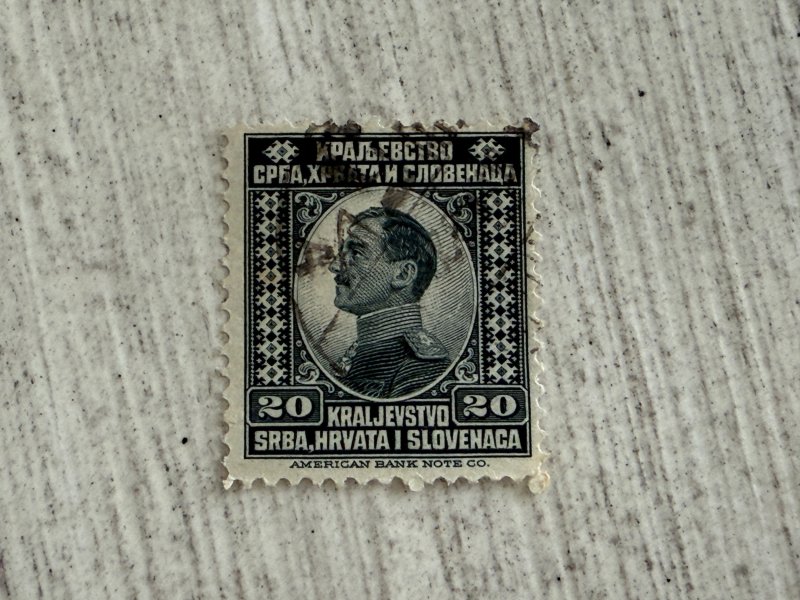 КРАЉЕВСТВО
СРБА, ХРВАТА И СЛОВЕНАЦА
20 20
KRALJEVSTVO
SRBA, HRVATA I SLOVENACA
AMERICAN BANK NOTE CO.